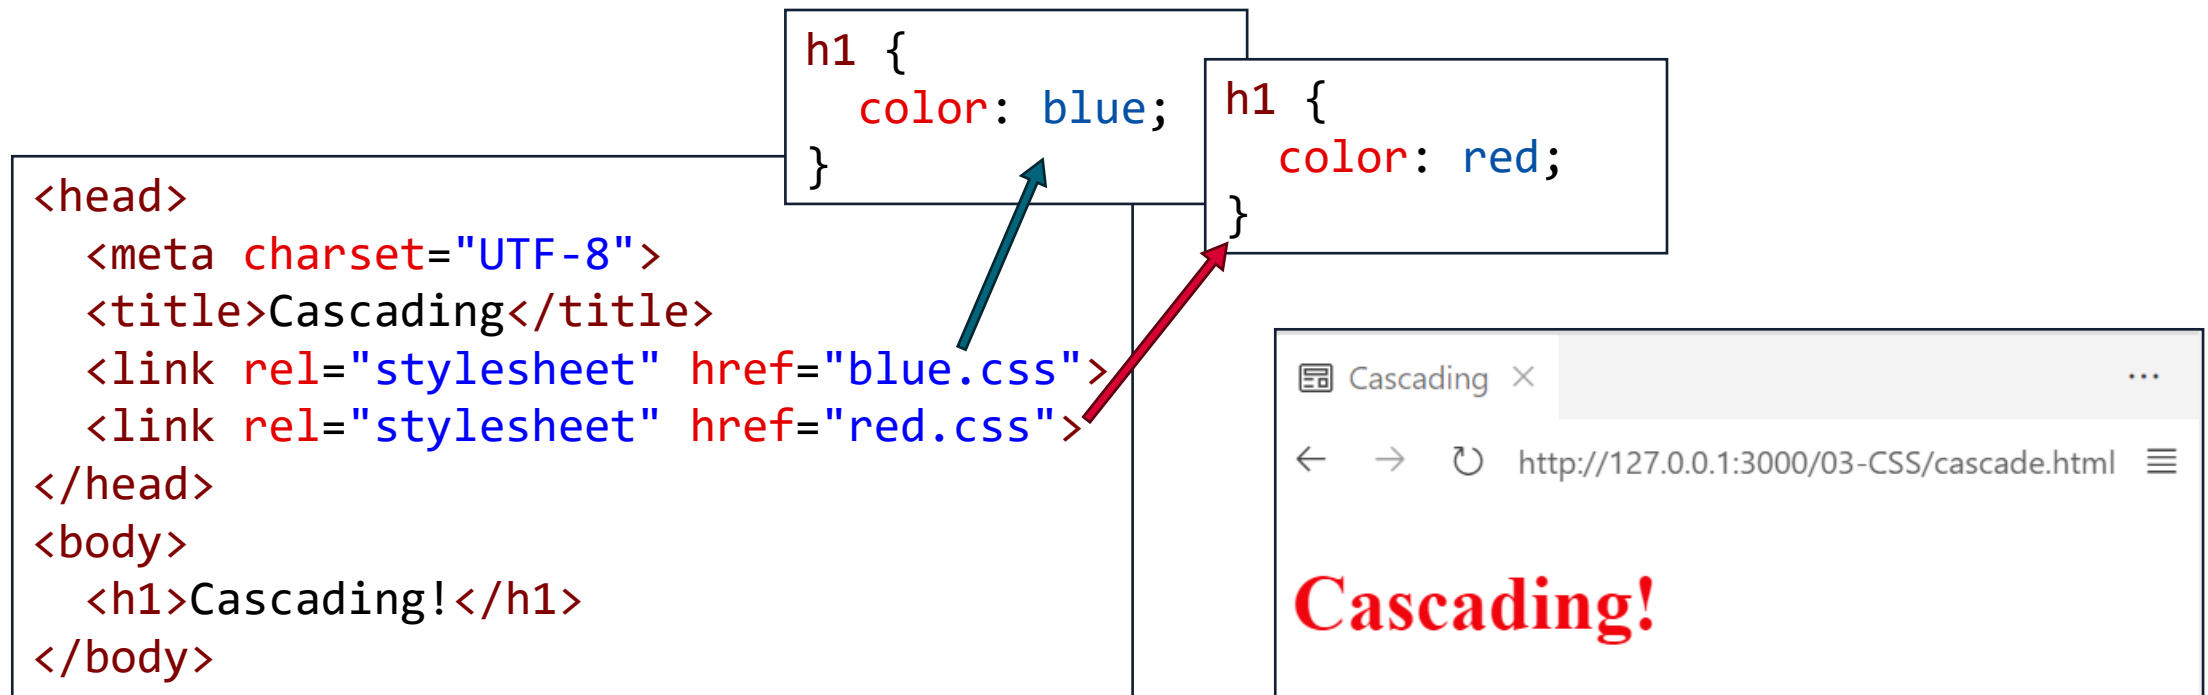 h1 {
  color: blue;
}
h1 {
  color: red;
}
<head>
  <meta charset="UTF-8">
  <title>Cascading</title>
  <link rel="stylesheet" href="blue.css">
  <link rel="stylesheet" href="red.css">
</head>
<body>
  <h1>Cascading!</h1>
</body>
Cascading
http://127.0.0.1:3000/03-CSS/cascade.html
Cascading!